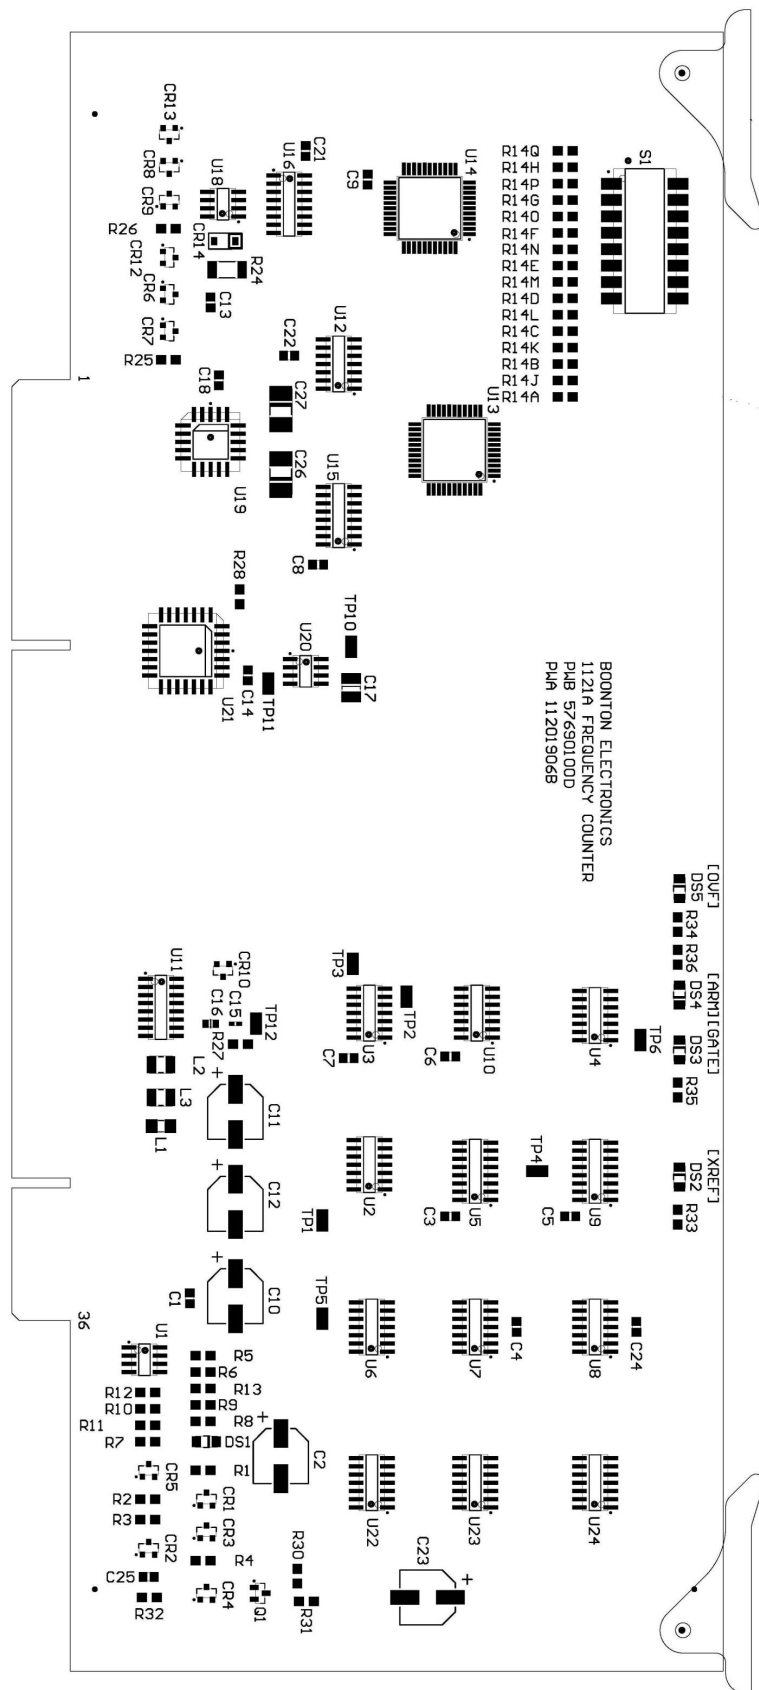 CR13
CR8
CR9
R26
CR12
CR6
CR7
R25
U18
CR14
R24
C13
C18
U16
C21
C9
U14
R14Q
R14H
R14P
R14G
R14O
R14F
R14N
R14E
R14M
R14D
R14L
R14C
R14K
R14B
R14J
R14A
S1
U12
C22
C27
C26
U15
U13
1
U19
C8
R28
TP10
U20
C17
U21
C14
TP11
BOONTON ELECTRONICS
1121A FREQUENCY COUNTER
PWB 57690100D
PWA 11201906B
[OVF]
DS5
R34
R36
[ARM]
DS4
[GATE]
DS3
TP6
R35
[XREF]
DS2
R33
U11
CR10
C16
C15
TP12
R27
TP3
TP2
U3
U10
U4
C7
C6
L2
L3
L1
+
C11
C12
+
TP1
U2
U5
TP4
U9
C3
C5
+
C10
C1
TP5
36
U6
U7
C4
U8
C24
U1
R5
R6
R12
R13
R10
R9
R11
R8
R7
DS1
+
C2
CR5
R1
R2
CR1
R3
CR3
CR2
R4
C25
R32
CR4
Q1
R30
R31
U22
U23
U24
C23
+